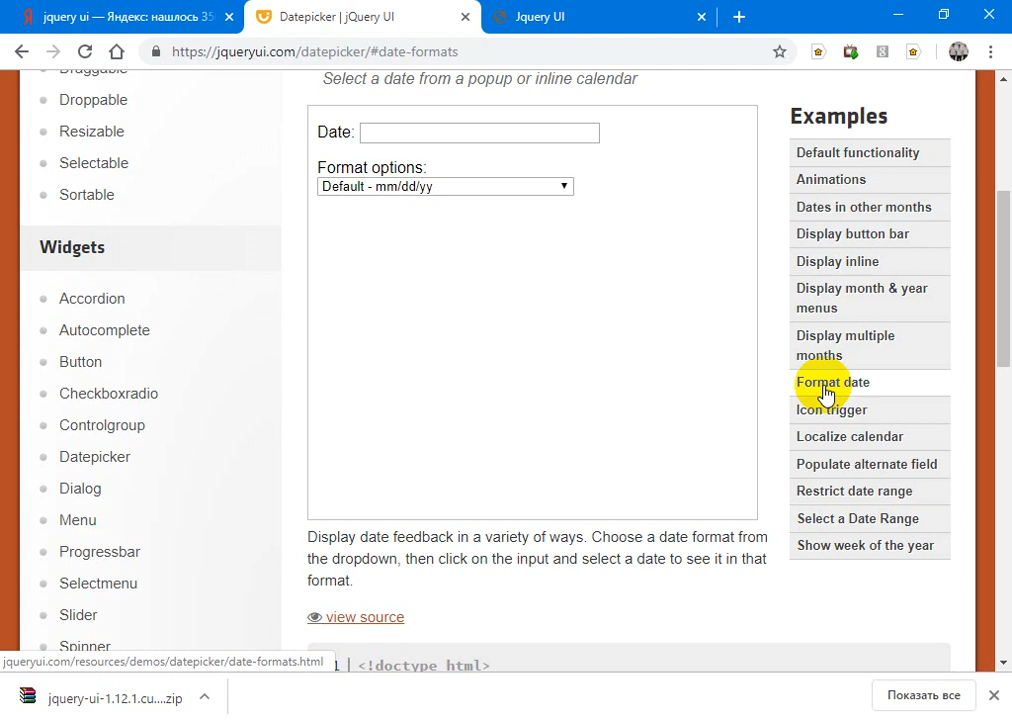 jquery ui — Яндекс: нашлось 35
Datepicker | jQuery UI
Jquery UI
https://jqueryui.com/datepicker/#date-formats
Draggable
Droppable
Resizable
Selectable
Sortable
Widgets
Accordion
Autocomplete
Button
Checkboxradio
Controlgroup
Datepicker
Dialog
Menu
Progressbar
Selectmenu
Slider
Spinner
Select a date from a popup or inline calendar
Date:
Format options:
Default - mm/dd/yy
Display date feedback in a variety of ways. Choose a date format from
the dropdown, then click on the input and select a date to see it in that
format.
view source
1 <!doctype html>
Examples
Default functionality
Animations
Dates in other months
Display button bar
Display inline
Display month & year
menus
Display multiple
months
Format date
Icon trigger
Localize calendar
Populate alternate field
Restrict date range
Select a Date Range
Show week of the year
jqueryui.com/resources/demos/datepicker/date-formats.html
jquery-ui-1.12.1.cu....zip
Показать все